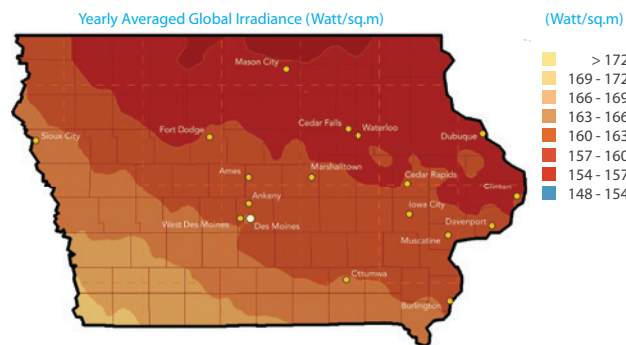 Yearly Averaged Global Irradiance (Watt/sq.m)
(Watt/sq.m)
> 172
169 - 172
166 - 169
163 - 166
160 - 163
157 - 160
154 - 157
148 - 154
Mason City
Cedar Falls
Waterloo
Fort Dodge
Sioux City
Dubuque
Ames
Marshalltown
Cedar Rapids
Clinton
Ankeny
Iowa City
West Des Moines
Des Moines
Davenport
Muscatine
Cttumwa
Burlington